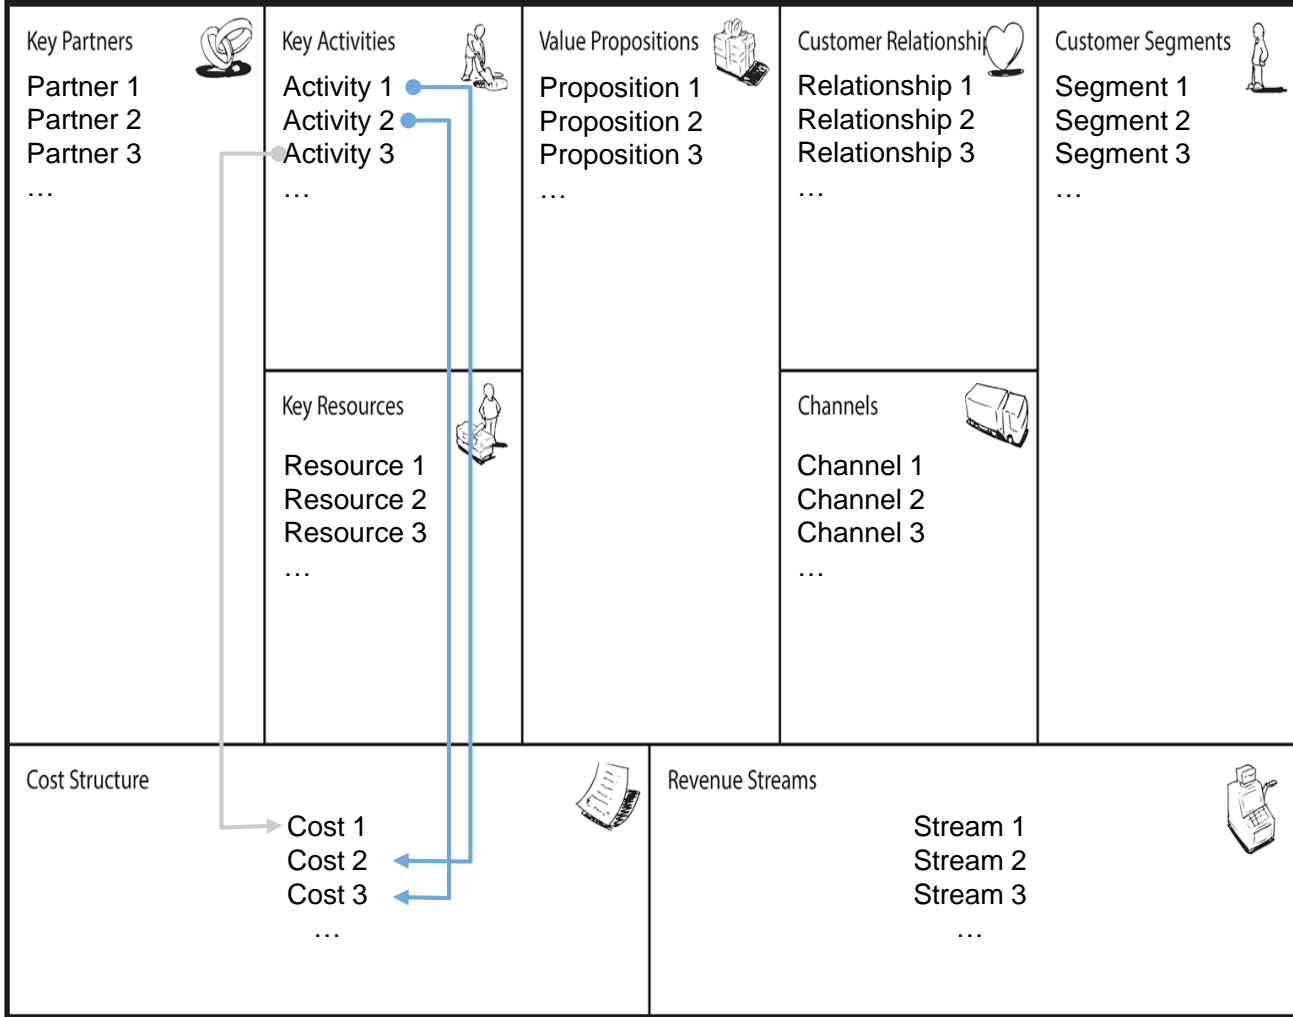 Key Partners
Partner 1
Partner 2
Partner 3
…
Key Activities
Activity 1
Activity 2
Activity 3
…
Key Resources
Resource 1
Resource 2
Resource 3
…
Value Propositions
Proposition 1
Proposition 2
Proposition 3
…
Customer Relationship
Relationship 1
Relationship 2
Relationship 3
…
Channels
Channel 1
Channel 2
Channel 3
…
Customer Segments
Segment 1
Segment 2
Segment 3
…
Cost Structure
Cost 1
Cost 2
Cost 3
…
Revenue Streams
Stream 1
Stream 2
Stream 3
…